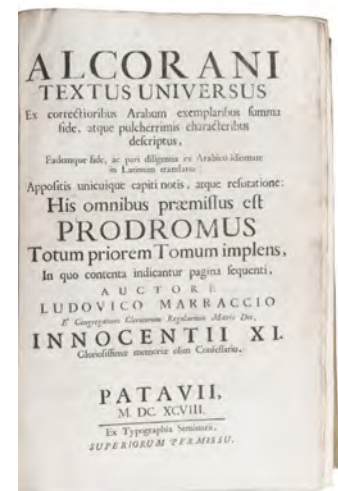 ALCORANI
TEXTUS UNIVERSUS
Ex correctioribus Arabum exemplaribus summa
fide, atque pulcherrimis characteribus
descriptus,
Eademque fide, ac pari diligentia ex Arabico idiomate
in Latinum translatus;
Appositis unicuique capiti notis, atque refutatione:
His omnibus præmissus est
PRODROMUS
Totum priorem Tomum implens,
In quo contenta indicantur pagina sequenti,
AUCTORE
LUDOVICO MARRACCIO
E' Congregatione Clericorum Regularium Matris Dei,
INNOCENTII XI.
Gloriosissimæ memoriæ olim Confessario.
PATAVII,
M. DC. XCVIII.
Ex Typographia Seminarii.
SUPERIORUM PERMISSU.